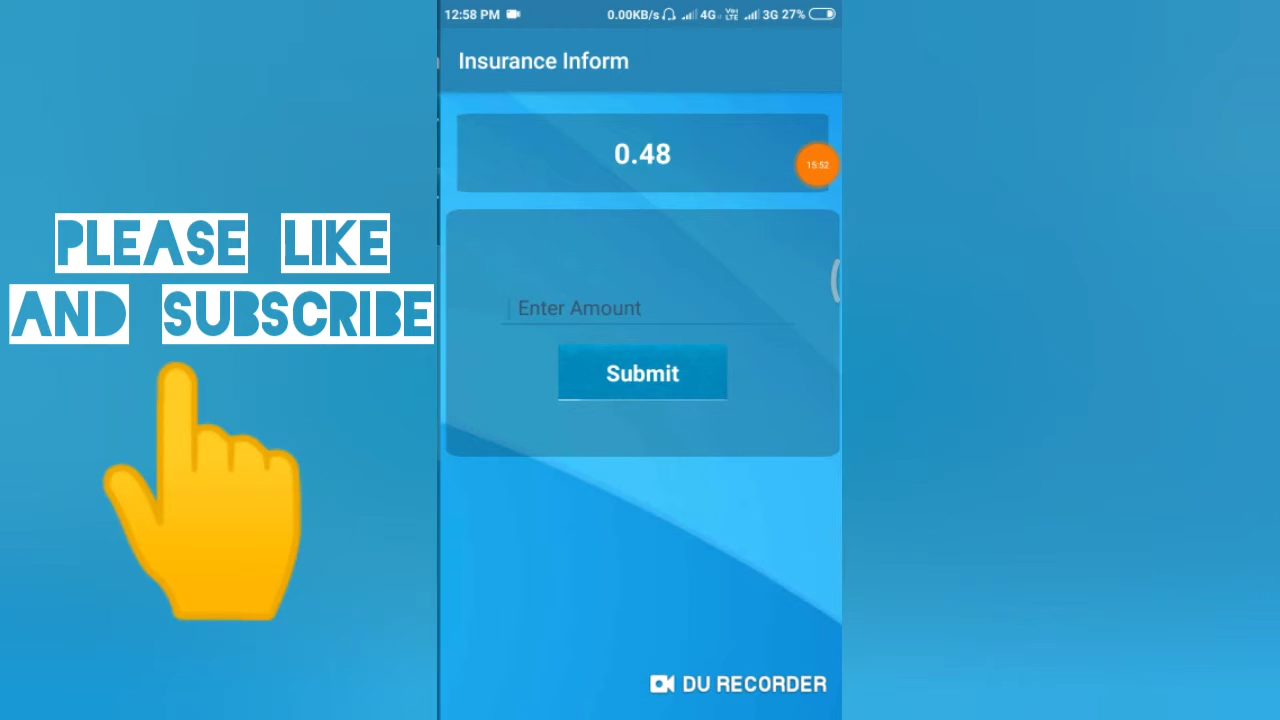 12:58 PM 0.00KB/s 4G VoLTE 3G 27%
Insurance Inform
0.48
15:52
PLEASE LIKE
AND SUBSCRIBE
Enter Amount
Submit
DU RECORDER